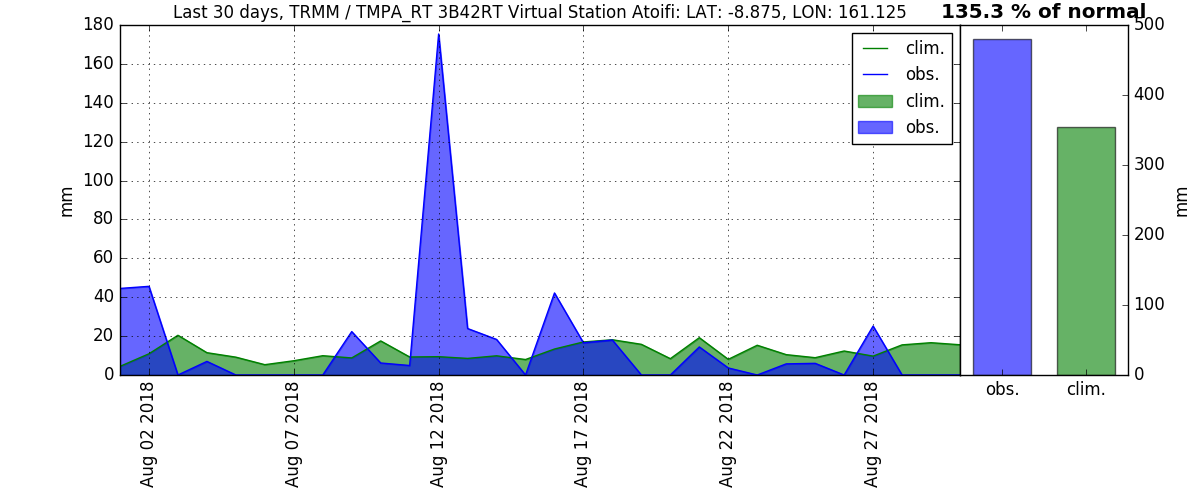 Last 30 days, TRMM / TMPA_RT 3B42RT Virtual Station Atoifi: LAT: -8.875, LON: 161.125
135.3 % of normal
180
160
140
120
100
80
60
40
20
0
mm
clim.
obs.
clim.
obs.
Aug 02 2018
Aug 07 2018
Aug 12 2018
Aug 17 2018
Aug 22 2018
Aug 27 2018
500
400
300
200
100
0
mm
obs.
clim.